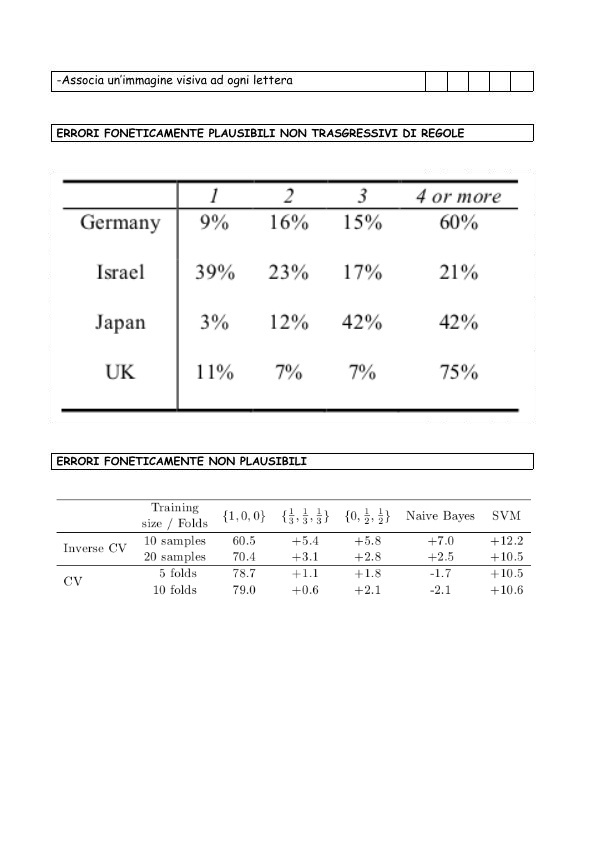 -Associa un'immagine visiva ad ogni lettera
ERRORI FONETICAMENTE PLAUSIBILI NON TRASGRESSIVI DI REGOLE
1 2 3 4 or more
Germany 9% 16% 15% 60%
Israel 39% 23% 17% 21%
Japan 3% 12% 42% 42%
UK 11% 7% 7% 75%
ERRORI FONETICAMENTE NON PLAUSIBILI
Training size / Folds {1, 0, 0} {1/3, 1/3, 1/3} {0, 1/2, 1/2} Naive Bayes SVM
Inverse CV 10 samples 60.5 +5.4 +5.8 +7.0 +12.2
20 samples 70.4 +3.1 +2.8 +2.5 +10.5
CV 5 folds 78.7 +1.1 +1.8 -1.7 +10.5
10 folds 79.0 +0.6 +2.1 -2.1 +10.6